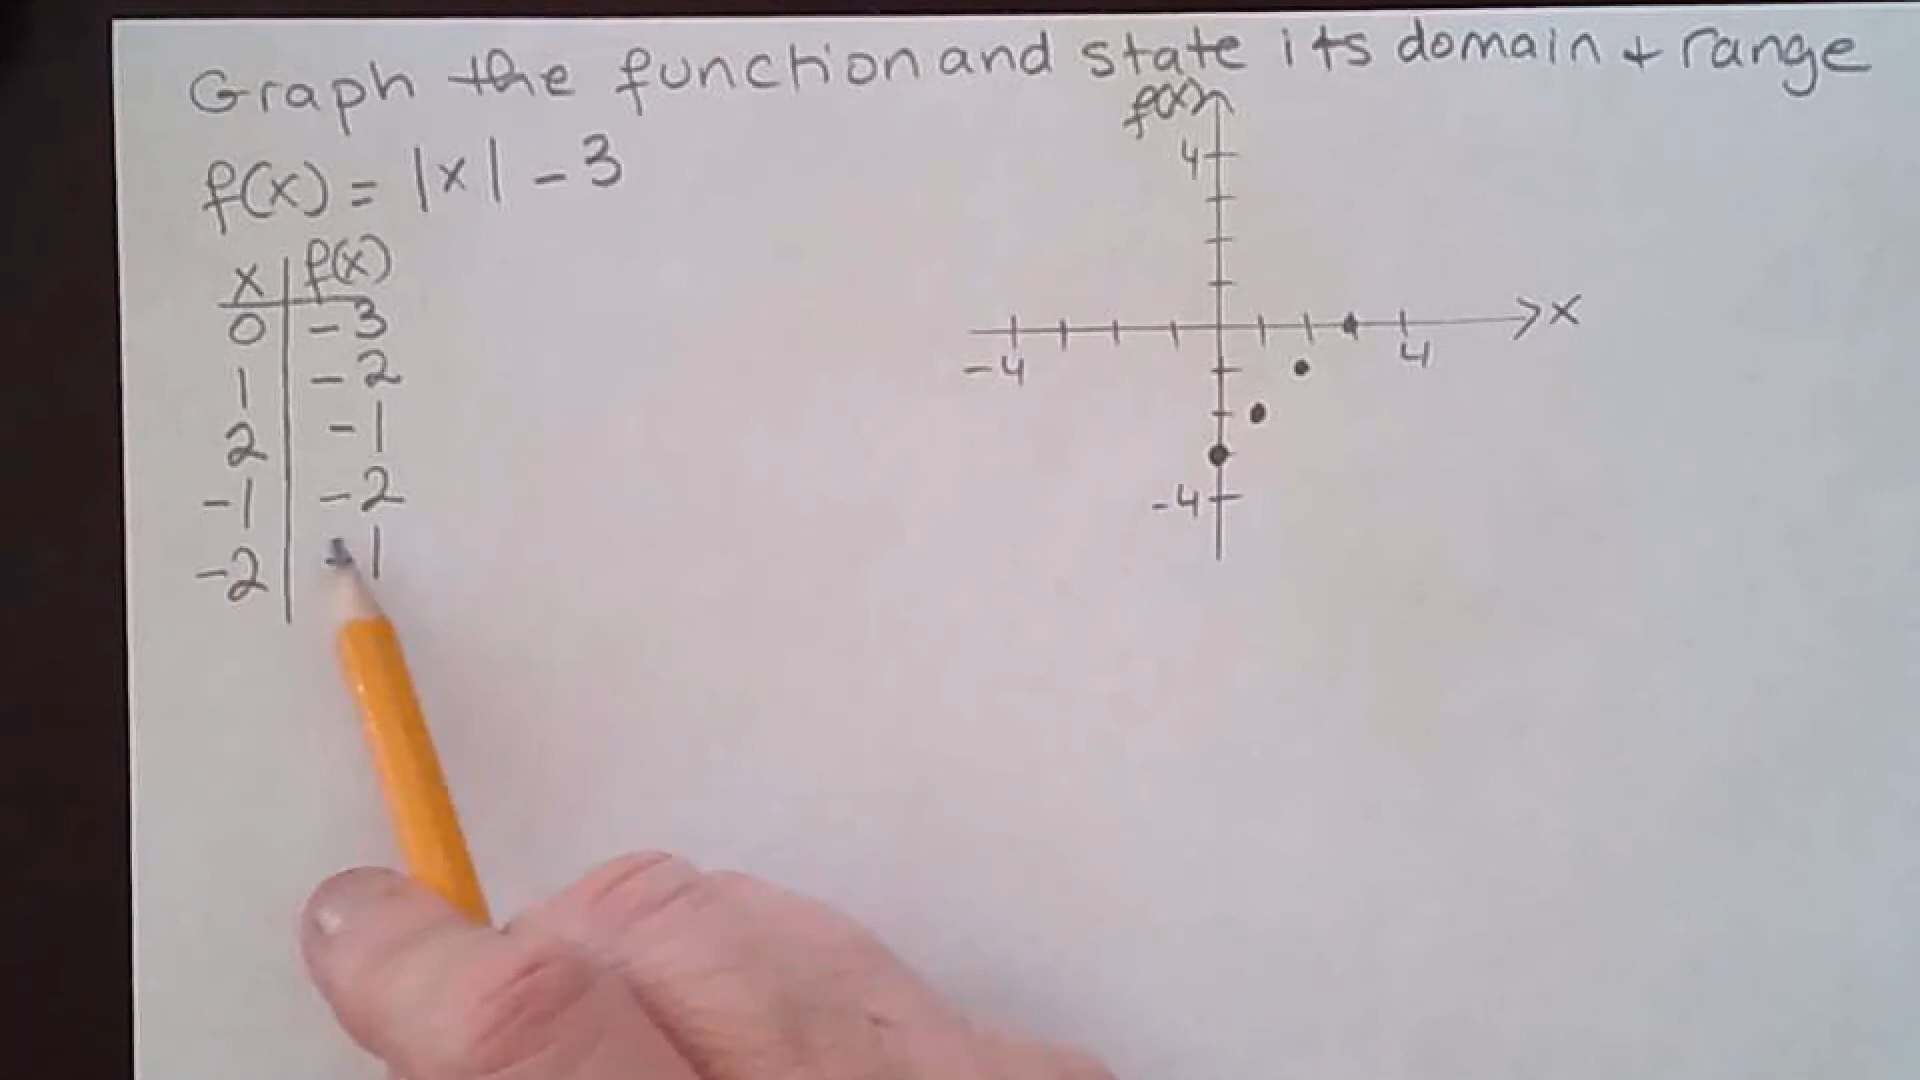 Graph the function and state its domain + range
f(x) = |x| - 3
x f(x)
0 -3
1 -2
2 -1
-1 -2
-2 -1
f(x)
4
x
-4 4
-4